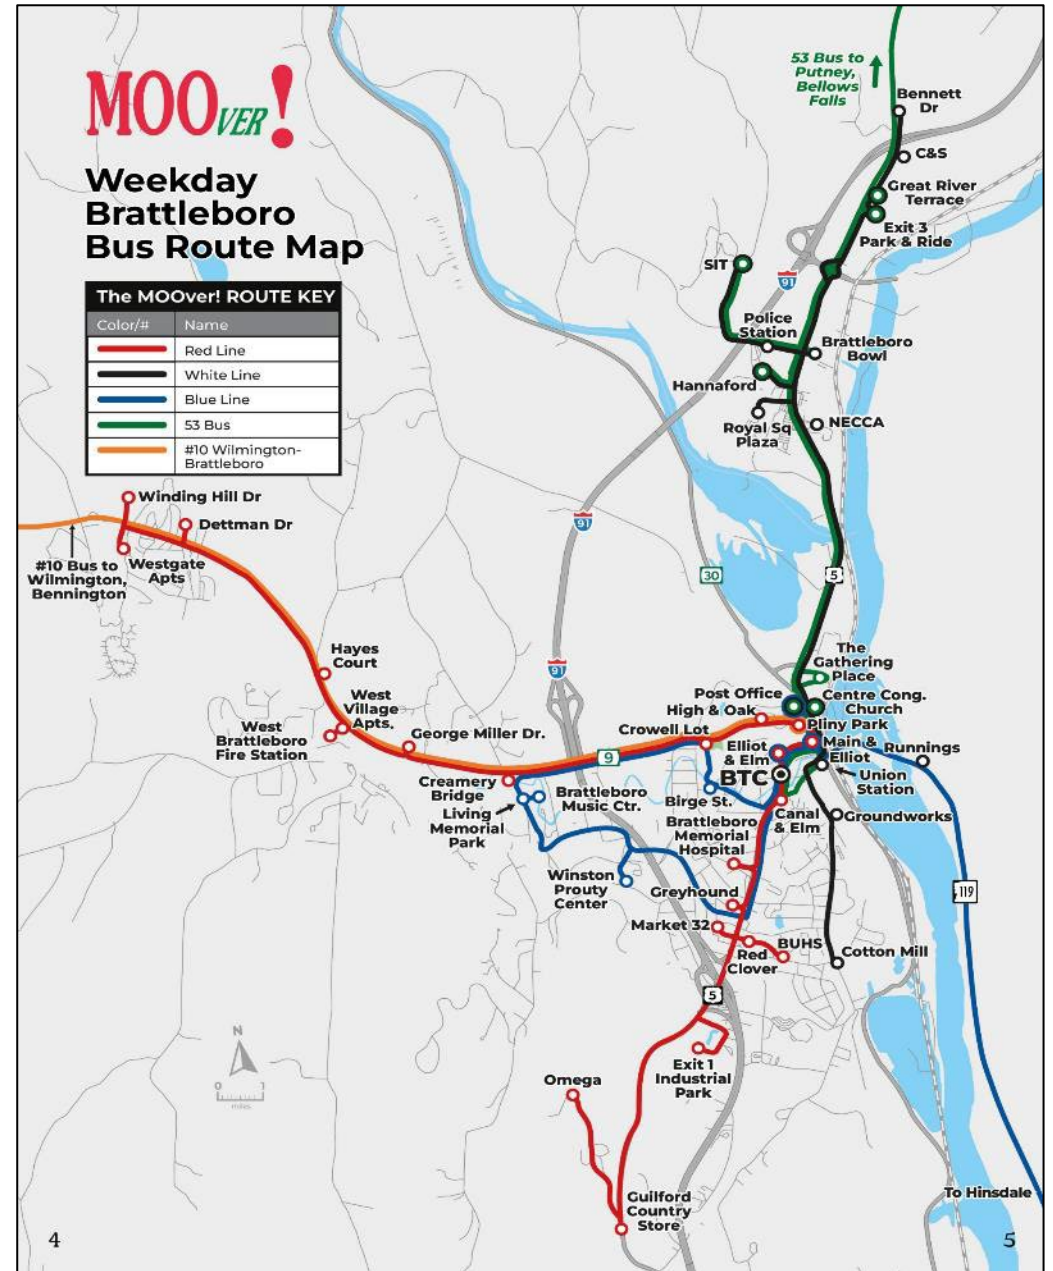 MOOVER!
Weekday
Brattleboro
Bus Route Map
The MOOver! ROUTE KEY
Color/# Name
Red Line
White Line
Blue Line
53 Bus
#10 Wilmington-
Brattleboro
53 Bus to
Putney,
Bellows
Falls
Bennett
Dr
C&S
Great River
Terrace
Exit 3
Park & Ride
SIT
91
Police
Station
Brattleboro
Bowl
Hannaford
Royal Sq
Plaza
NECCA
Winding Hill Dr
Dettman Dr
#10 Bus to
Wilmington,
Bennington
Westgate
Apts
91
30
5
Hayes
Court
West
Village
Apts.
West
Brattleboro
Fire Station
George Miller Dr.
91
The
Gathering
Place
Post Office
Centre Cong.
Church
High & Oak
Pliny Park
Crowell Lot
9
Elliot
& Elm
Main &
Elliot
Runnings
BTC
Union
Station
Creamery
Bridge
Living
Memorial
Park
Brattleboro
Music Ctr.
Birge St.
Canal
& Elm
Groundworks
Brattleboro
Memorial
Hospital
Winston
Prouty
Center
Greyhound
119
Market 32
Red
Clover
BUHS
Cotton Mill
5
N
0 1
miles
Exit 1
Industrial
Park
Omega
Guilford
Country
Store
To Hinsdale
4
5